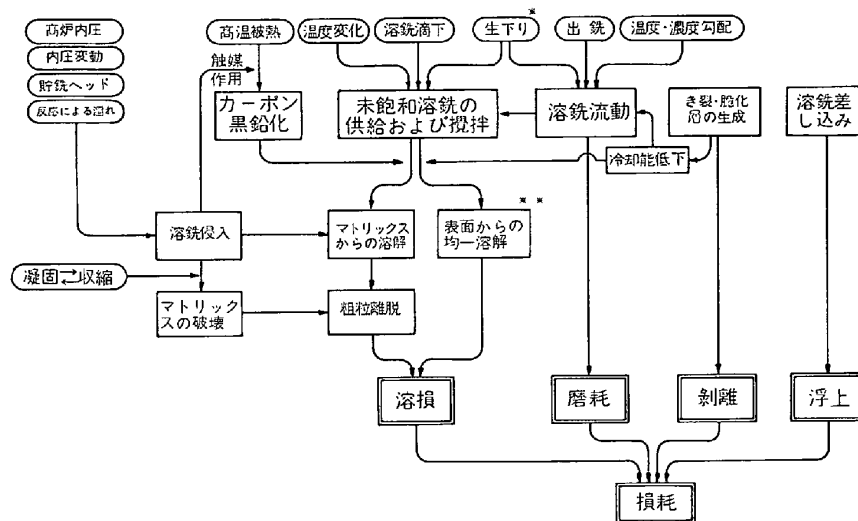 高炉内圧
内圧変動
貯銑ヘッド
反応による濡れ
高温被熱
温度変化
溶銑滴下
生下り*
出銑
温度・濃度勾配
触媒
作用
カーボン
黒鉛化
未飽和溶銑の
供給および攪拌
溶銑流動
き裂・脆化
層の生成
溶銑差
し込み
冷却能低下
溶銑侵入
マトリックス
からの溶解
**
表面からの
均一溶解
凝固⇄収縮
マトリック
スの破壊
粗粒離脱
溶損
磨耗
剝離
浮上
損耗